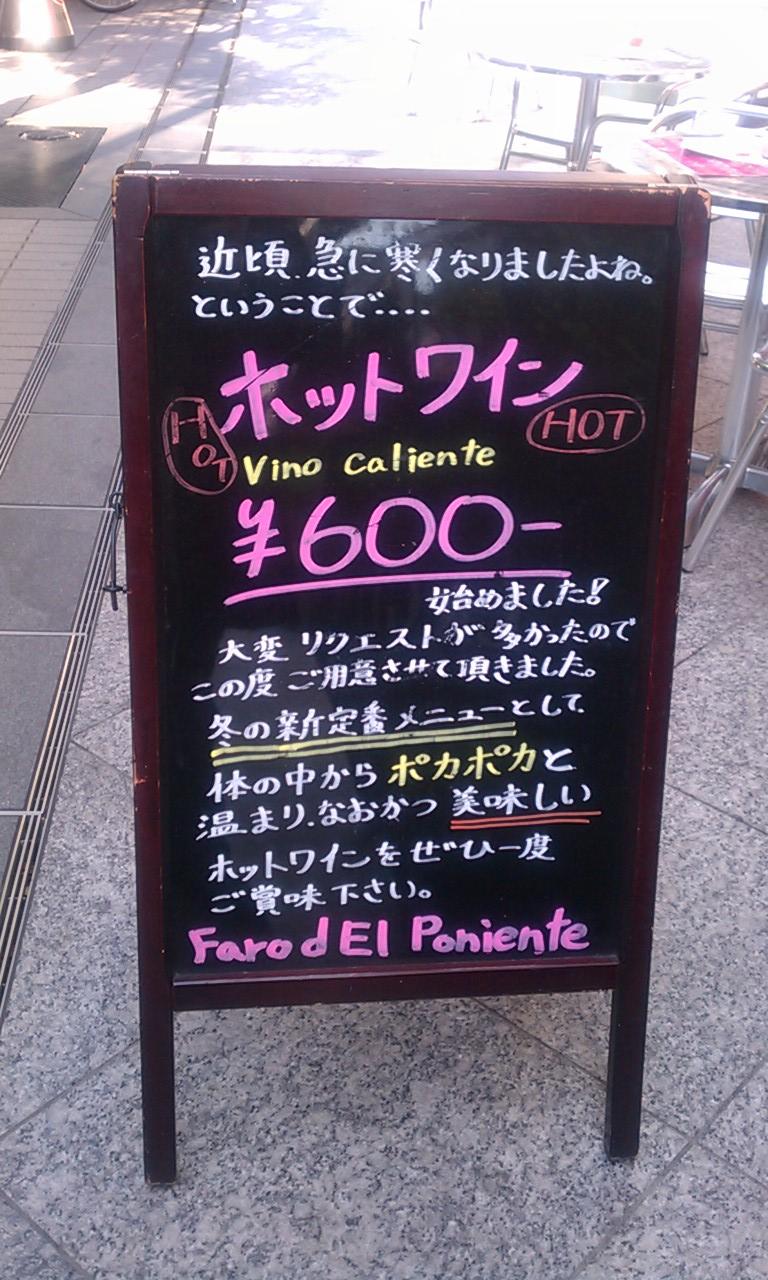 近頃、急に寒くなりましたよね。
ということで‥‥
ホットワイン
HOT
HOT
Vino caliente
¥600-
始めました!
大変 リクエストが多かったので
この度 ご用意させて頂きました。
冬の新定番メニューとして
体の中から ポカポカと
温まり、なおかつ 美味しい
ホットワインをぜひ一度
ご賞味下さい。
Faro d El Poniente